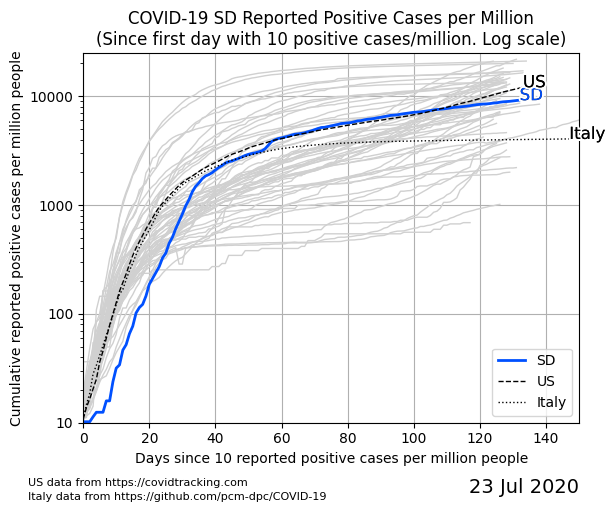 COVID-19 SD Reported Positive Cases per Million
(Since first day with 10 positive cases/million. Log scale)
Cumulative reported positive cases per million people
10000
1000
100
10
US
SD
Italy
SD
US
Italy
0 20 40 60 80 100 120 140
Days since 10 reported positive cases per million people
US data from https://covidtracking.com
Italy data from https://github.com/pcm-dpc/COVID-19
23 Jul 2020